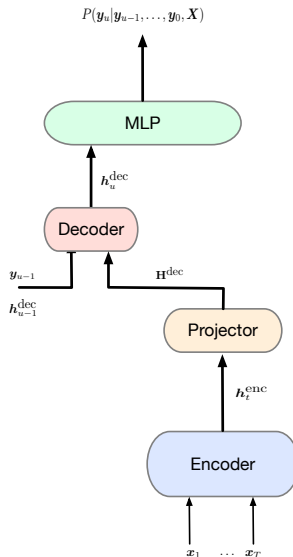 P(y_u|y_{u-1}, ..., y_0, X)
MLP
h_u^{dec}
Decoder
y_{u-1}
H^{dec}
h_{u-1}^{dec}
Projector
h_t^{enc}
Encoder
x_1 ... x_T